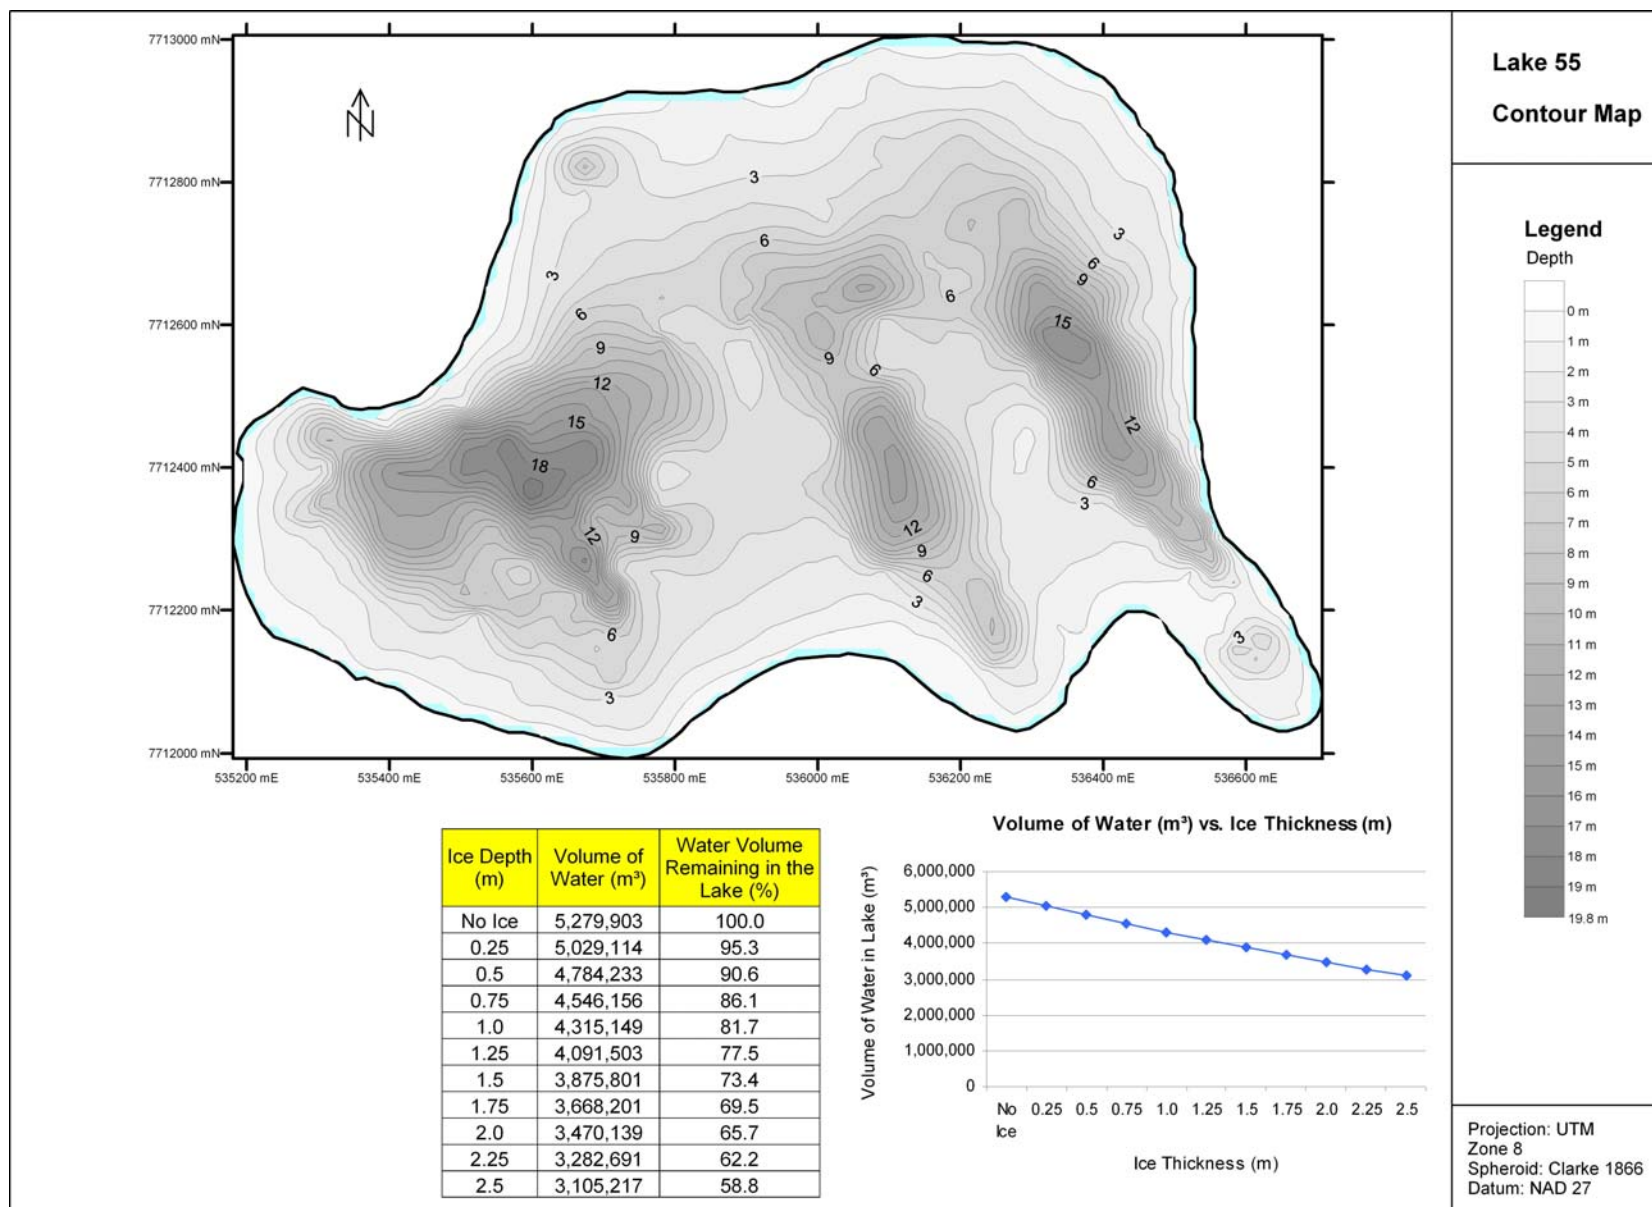 Lake 55
Contour Map
N
7713000 mN
7712800 mN
7712600 mN
7712400 mN
7712200 mN
7712000 mN
535200 mE
535400 mE
535600 mE
535800 mE
536000 mE
536200 mE
536400 mE
536600 mE
3
6
3
3
6
9
6
3
6
9
12
15
18
12
9
6
3
9
6
12
9
6
3
15
12
6
3
3
Legend
Depth
0 m
1 m
2 m
3 m
4 m
5 m
6 m
7 m
8 m
9 m
10 m
11 m
12 m
13 m
14 m
15 m
16 m
17 m
18 m
19 m
19.8 m
Ice Depth (m) Volume of Water (m³) Water Volume Remaining in the Lake (%)
No Ice 5,279,903 100.0
0.25 5,029,114 95.3
0.5 4,784,233 90.6
0.75 4,546,156 86.1
1.0 4,315,149 81.7
1.25 4,091,503 77.5
1.5 3,875,801 73.4
1.75 3,668,201 69.5
2.0 3,470,139 65.7
2.25 3,282,691 62.2
2.5 3,105,217 58.8
Volume of Water (m³) vs. Ice Thickness (m)
Volume of Water in Lake (m³)
6,000,000
5,000,000
4,000,000
3,000,000
2,000,000
1,000,000
0
No Ice 0.25 0.5 0.75 1.0 1.25 1.5 1.75 2.0 2.25 2.5
Ice Thickness (m)
Projection: UTM
Zone 8
Spheroid: Clarke 1866
Datum: NAD 27